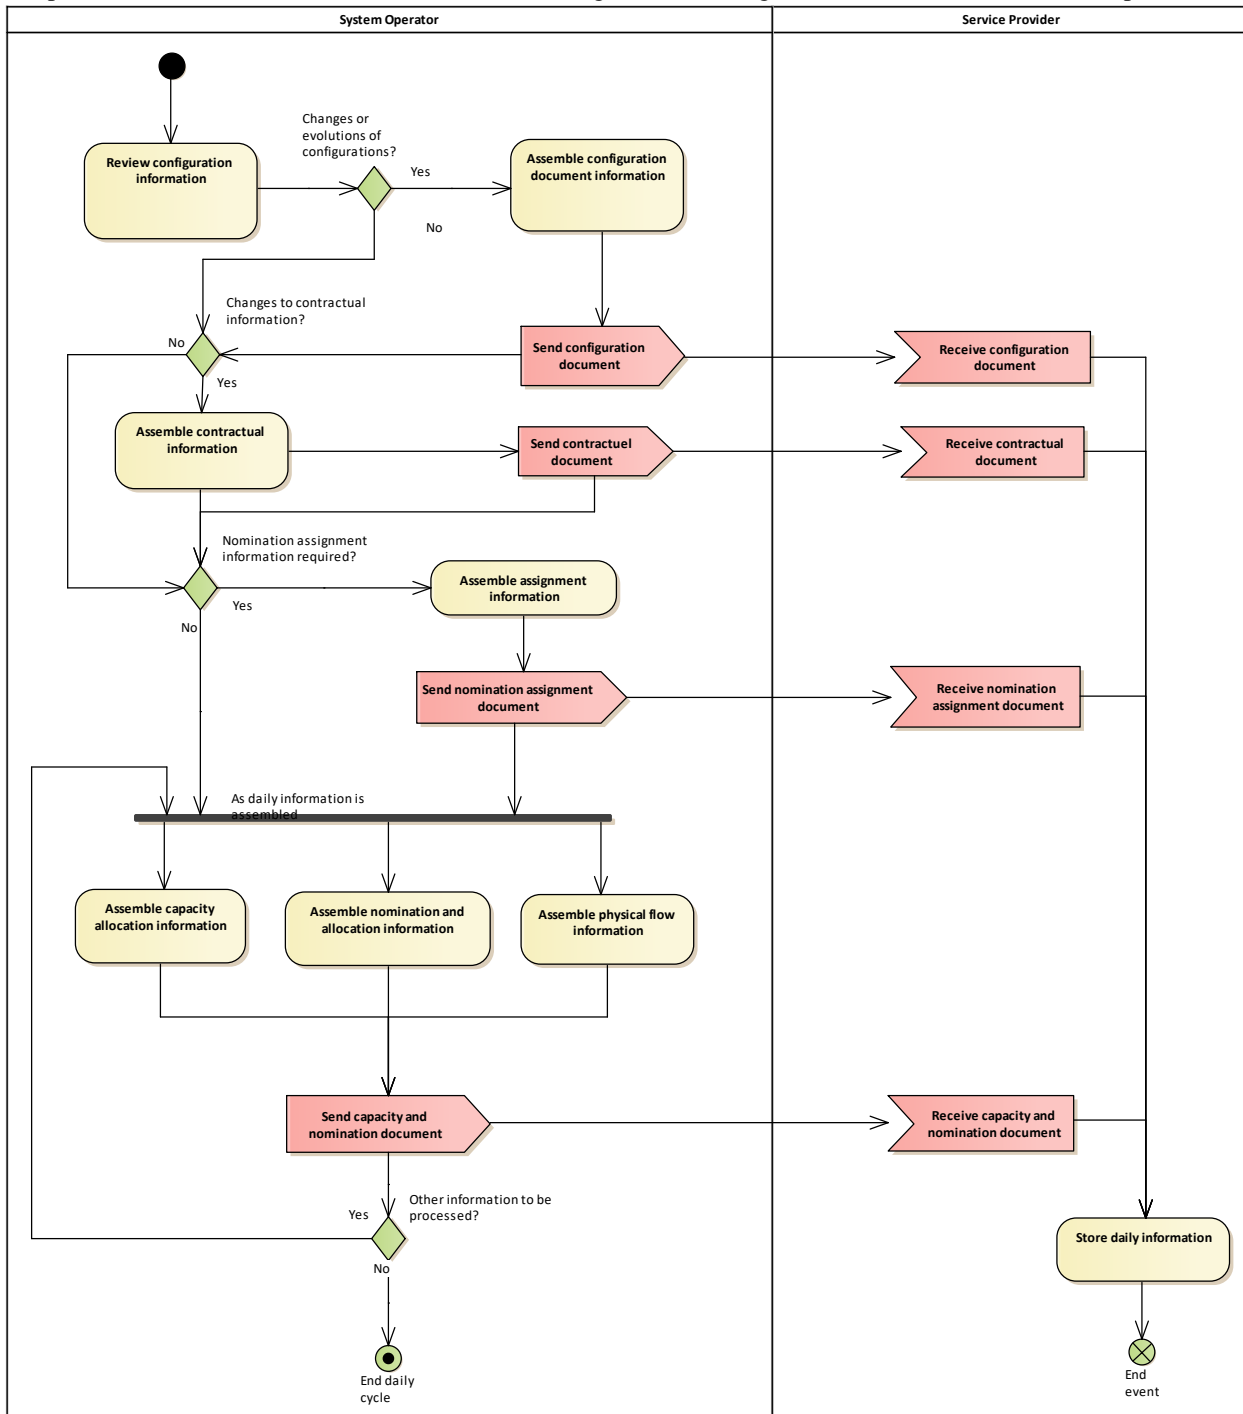 System Operator
Service Provider
Changes or
evolutions of
configurations?
Review configuration
information
Yes
Assemble configuration
document information
No
Changes to contractual
information?
No
Yes
Send configuration
document
Receive configuration
document
Assemble contractual
information
Send contractuel
document
Receive contractual
document
Nomination assignment
information required?
Yes
No
Assemble assignment
information
Send nomination assignment
document
Receive nomination
assignment document
As daily information is
assembled
Assemble capacity
allocation information
Assemble nomination and
allocation information
Assemble physical flow
information
Send capacity and
nomination document
Receive capacity and
nomination document
Other information to be
processed?
Yes
No
Store daily information
End daily
cycle
End
event